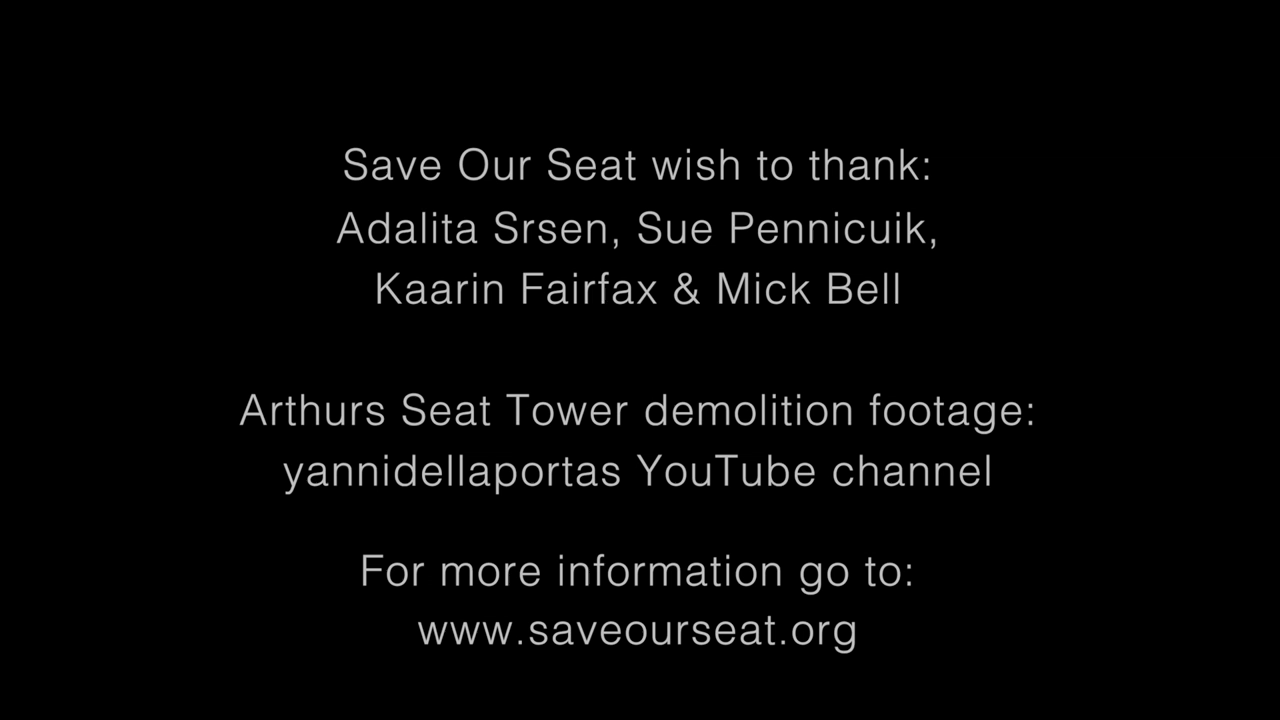 Save Our Seat wish to thank:
Adalita Srsen, Sue Pennicuik,
Kaarin Fairfax & Mick Bell
Arthurs Seat Tower demolition footage:
yannidellaportas YouTube channel
For more information go to:
www.saveourseat.org